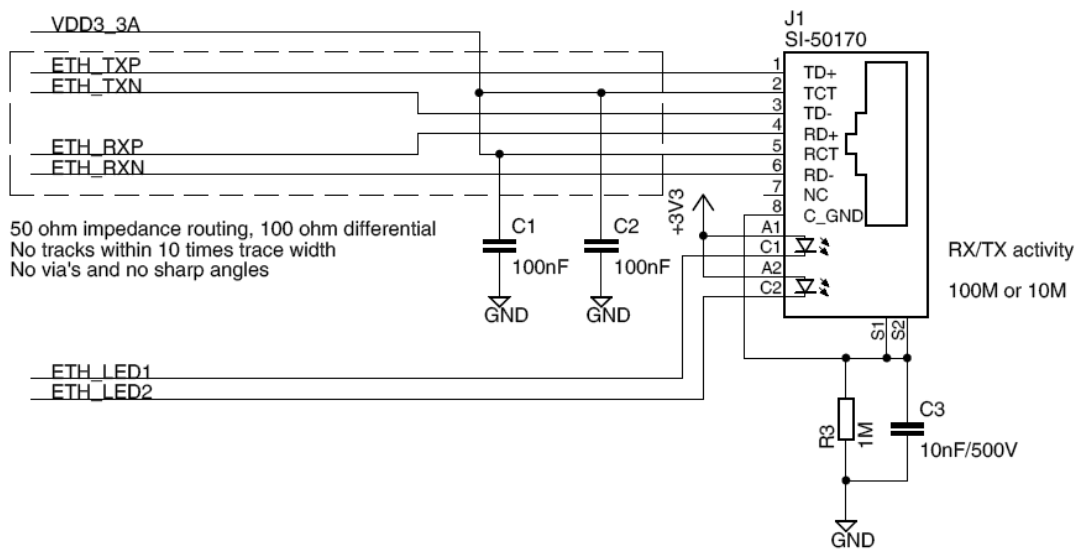 VDD3_3A
J1
SI-50170
ETH_TXP
ETH_TXN
ETH_RXP
ETH_RXN
1
2
3
4
5
6
7
8
A1
C1
A2
C2
TD+
TCT
TD-
RD+
RCT
RD-
NC
C_GND
+3V3
50 ohm impedance routing, 100 ohm differential
No tracks within 10 times trace width
No via's and no sharp angles
C1
100nF
GND
C2
100nF
GND
RX/TX activity
100M or 10M
S1
S2
ETH_LED1
ETH_LED2
R3
1M
C3
10nF/500V
GND